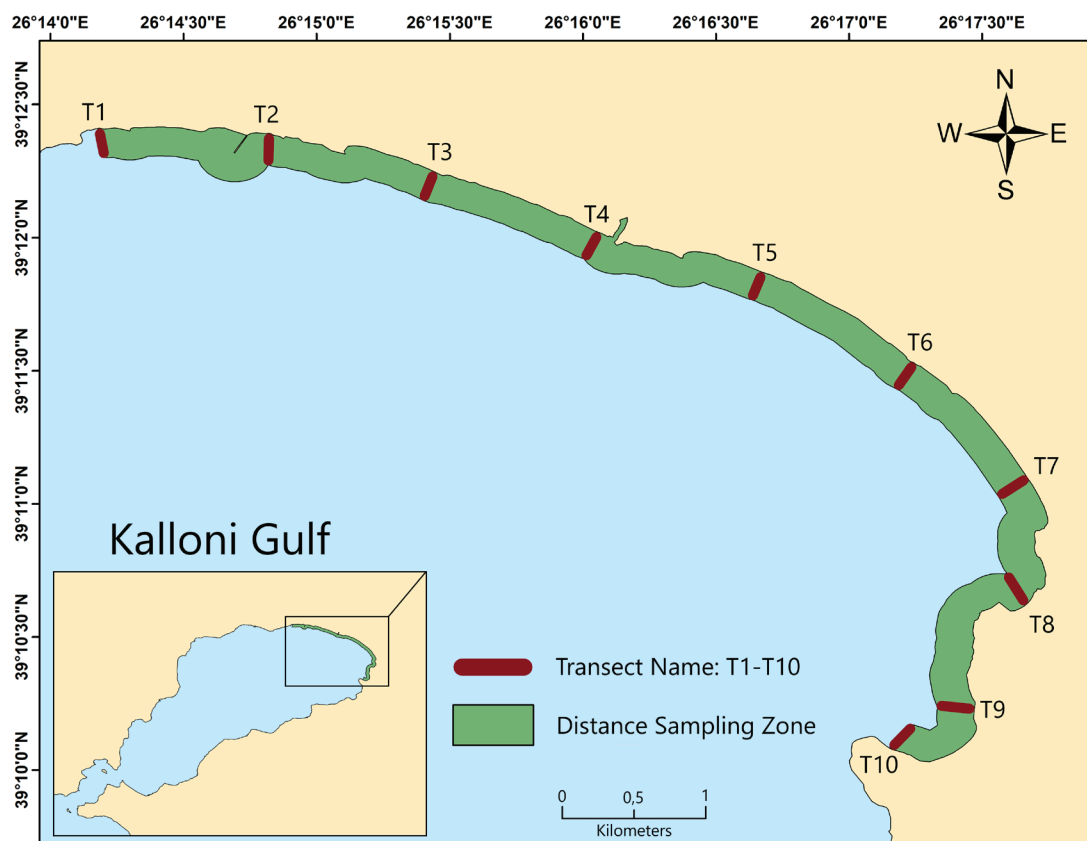 26°14'0"E 26°14'30"E 26°15'0"E 26°15'30"E 26°16'0"E 26°16'30"E 26°17'0"E 26°17'30"E
39°12'30"N
39°12'0"N
39°11'30"N
39°11'0"N
39°10'30"N
39°10'0"N
N
W E
S
T1
T2
T3
T4
T5
T6
T7
T8
T9
T10
Kalloni Gulf
Transect Name: T1-T10
Distance Sampling Zone
0 0,5 1
Kilometers